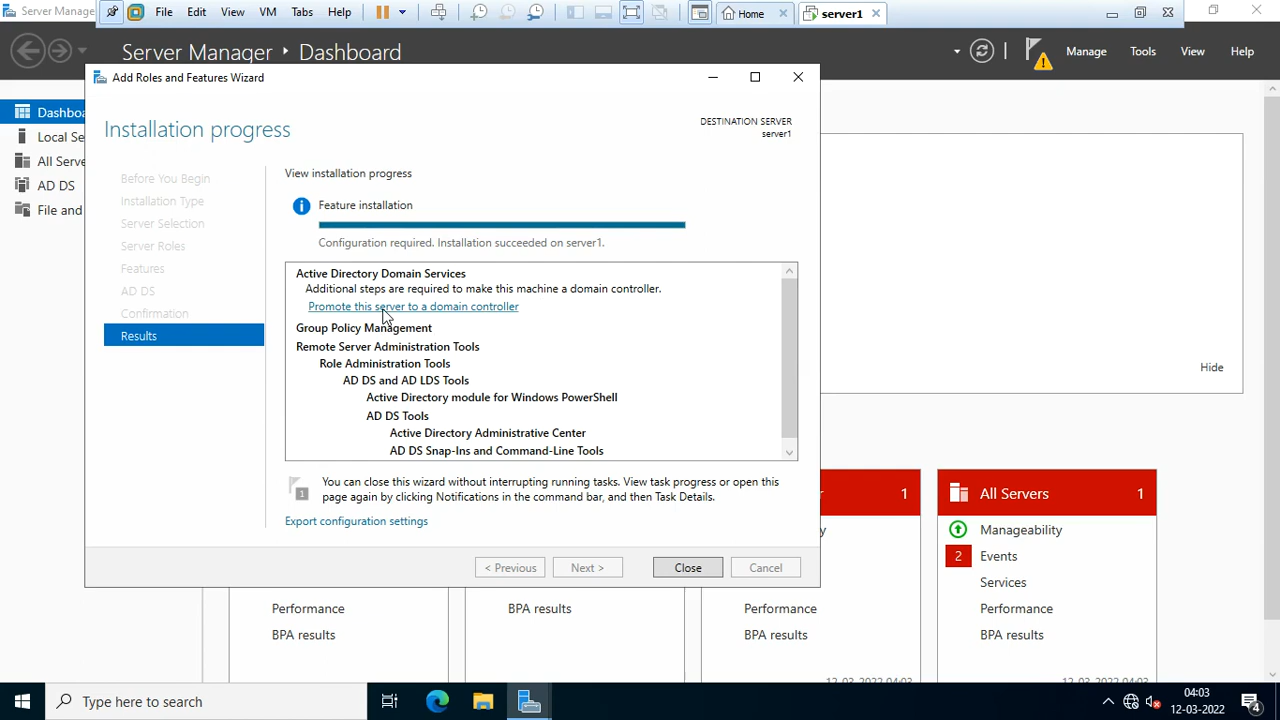 Server Manag
File Edit View VM Tabs Help
Home
server1
Server Manager
Dashboard
Manage Tools View Help
Add Roles and Features Wizard
Dashboa
Local Se
All Serve
AD DS
File and
Installation progress
DESTINATION SERVER
server1
Before You Begin
Installation Type
Server Selection
Server Roles
Features
AD DS
Confirmation
Results
View installation progress
Feature installation
Configuration required. Installation succeeded on server1.
Active Directory Domain Services
Additional steps are required to make this machine a domain controller.
Promote this server to a domain controller
Group Policy Management
Remote Server Administration Tools
Role Administration Tools
AD DS and AD LDS Tools
Active Directory module for Windows PowerShell
AD DS Tools
Active Directory Administrative Center
AD DS Snap-Ins and Command-Line Tools
1
You can close this wizard without interrupting running tasks. View task progress or open this
page again by clicking Notifications in the command bar, and then Task Details.
Export configuration settings
< Previous
Next >
Close
Cancel
Hide
r 1
y
All Servers 1
Manageability
2 Events
Services
Performance
BPA results
Performance
BPA results
BPA results
Performance
BPA results
12-03-2022 04:03
Type here to search
04:03
12-03-2022
4